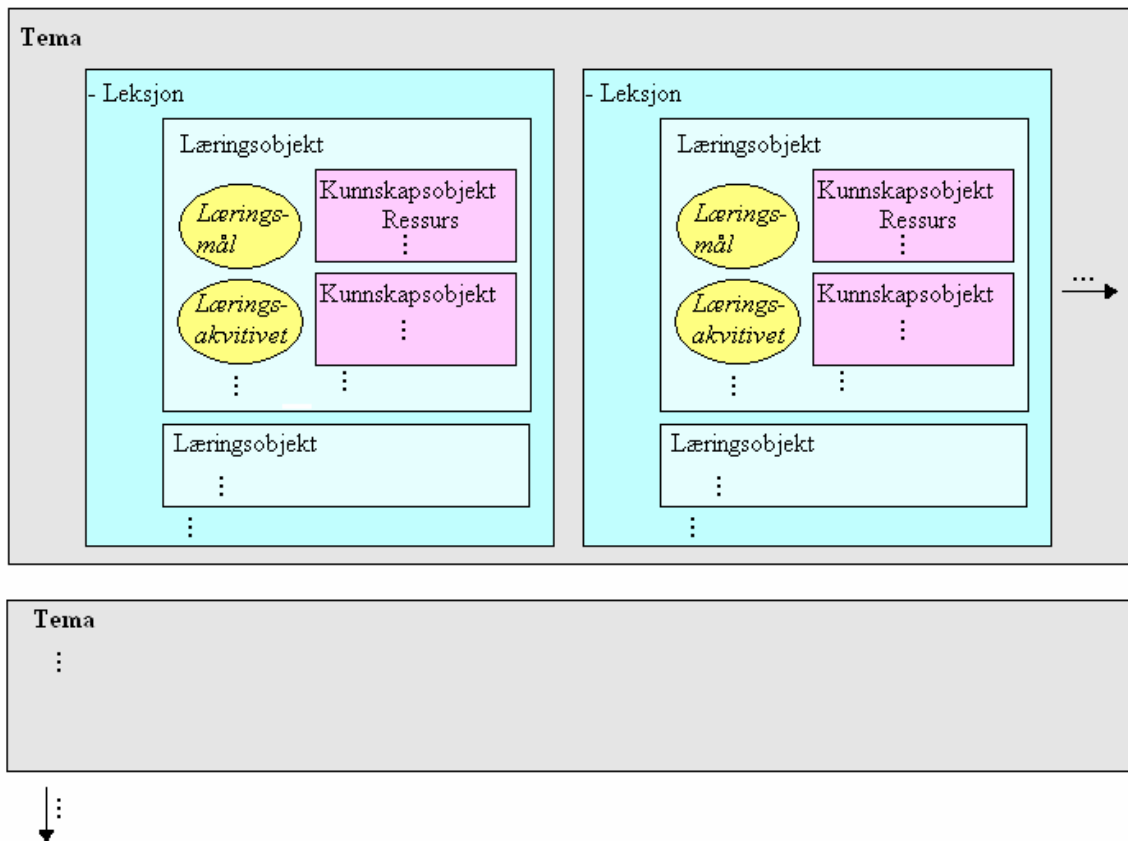 Tema
- Leksjon
Læringsobjekt
Lærings-
mål
Kunnskapsobjekt
Ressurs
⋮
Lærings-
akvitivet
⋮
Kunnskapsobjekt
⋮
⋮
Læringsobjekt
⋮
⋮
- Leksjon
Læringsobjekt
Lærings-
mål
Kunnskapsobjekt
Ressurs
⋮
Lærings-
akvitivet
⋮
Kunnskapsobjekt
⋮
⋮
Læringsobjekt
⋮
⋮
...
Tema
⋮
⋮